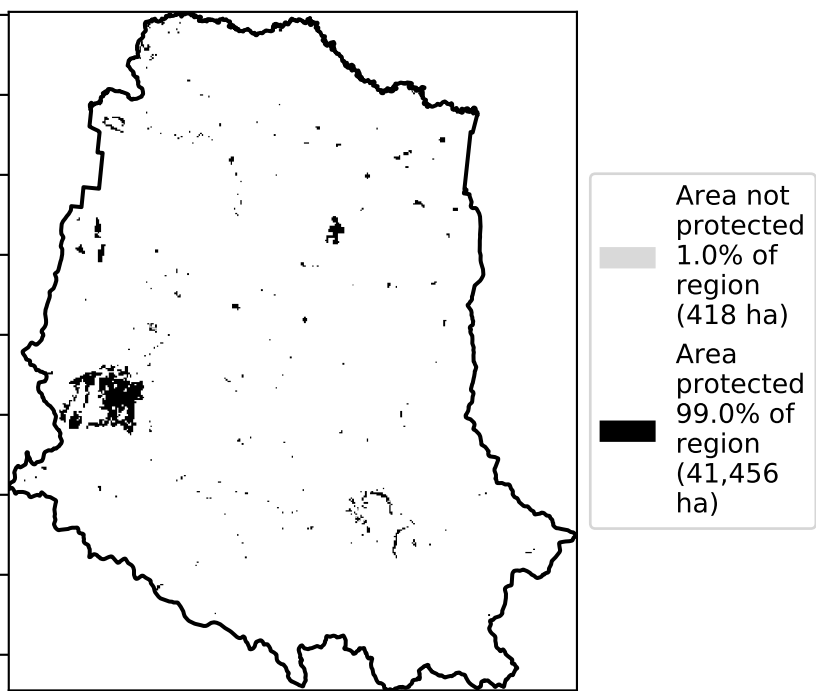 Area not
protected
1.0% of
region
(418 ha)
Area
protected
99.0% of
region
(41,456
ha)